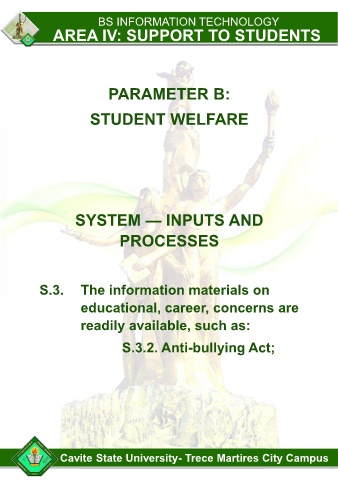 BS INFORMATION TECHNOLOGY
AREA IV: SUPPORT TO STUDENTS
PARAMETER B:
STUDENT WELFARE
SYSTEM — INPUTS AND
PROCESSES
S.3. The information materials on
educational, career, concerns are
readily available, such as:
S.3.2. Anti-bullying Act;
Cavite State University- Trece Martires City Campus